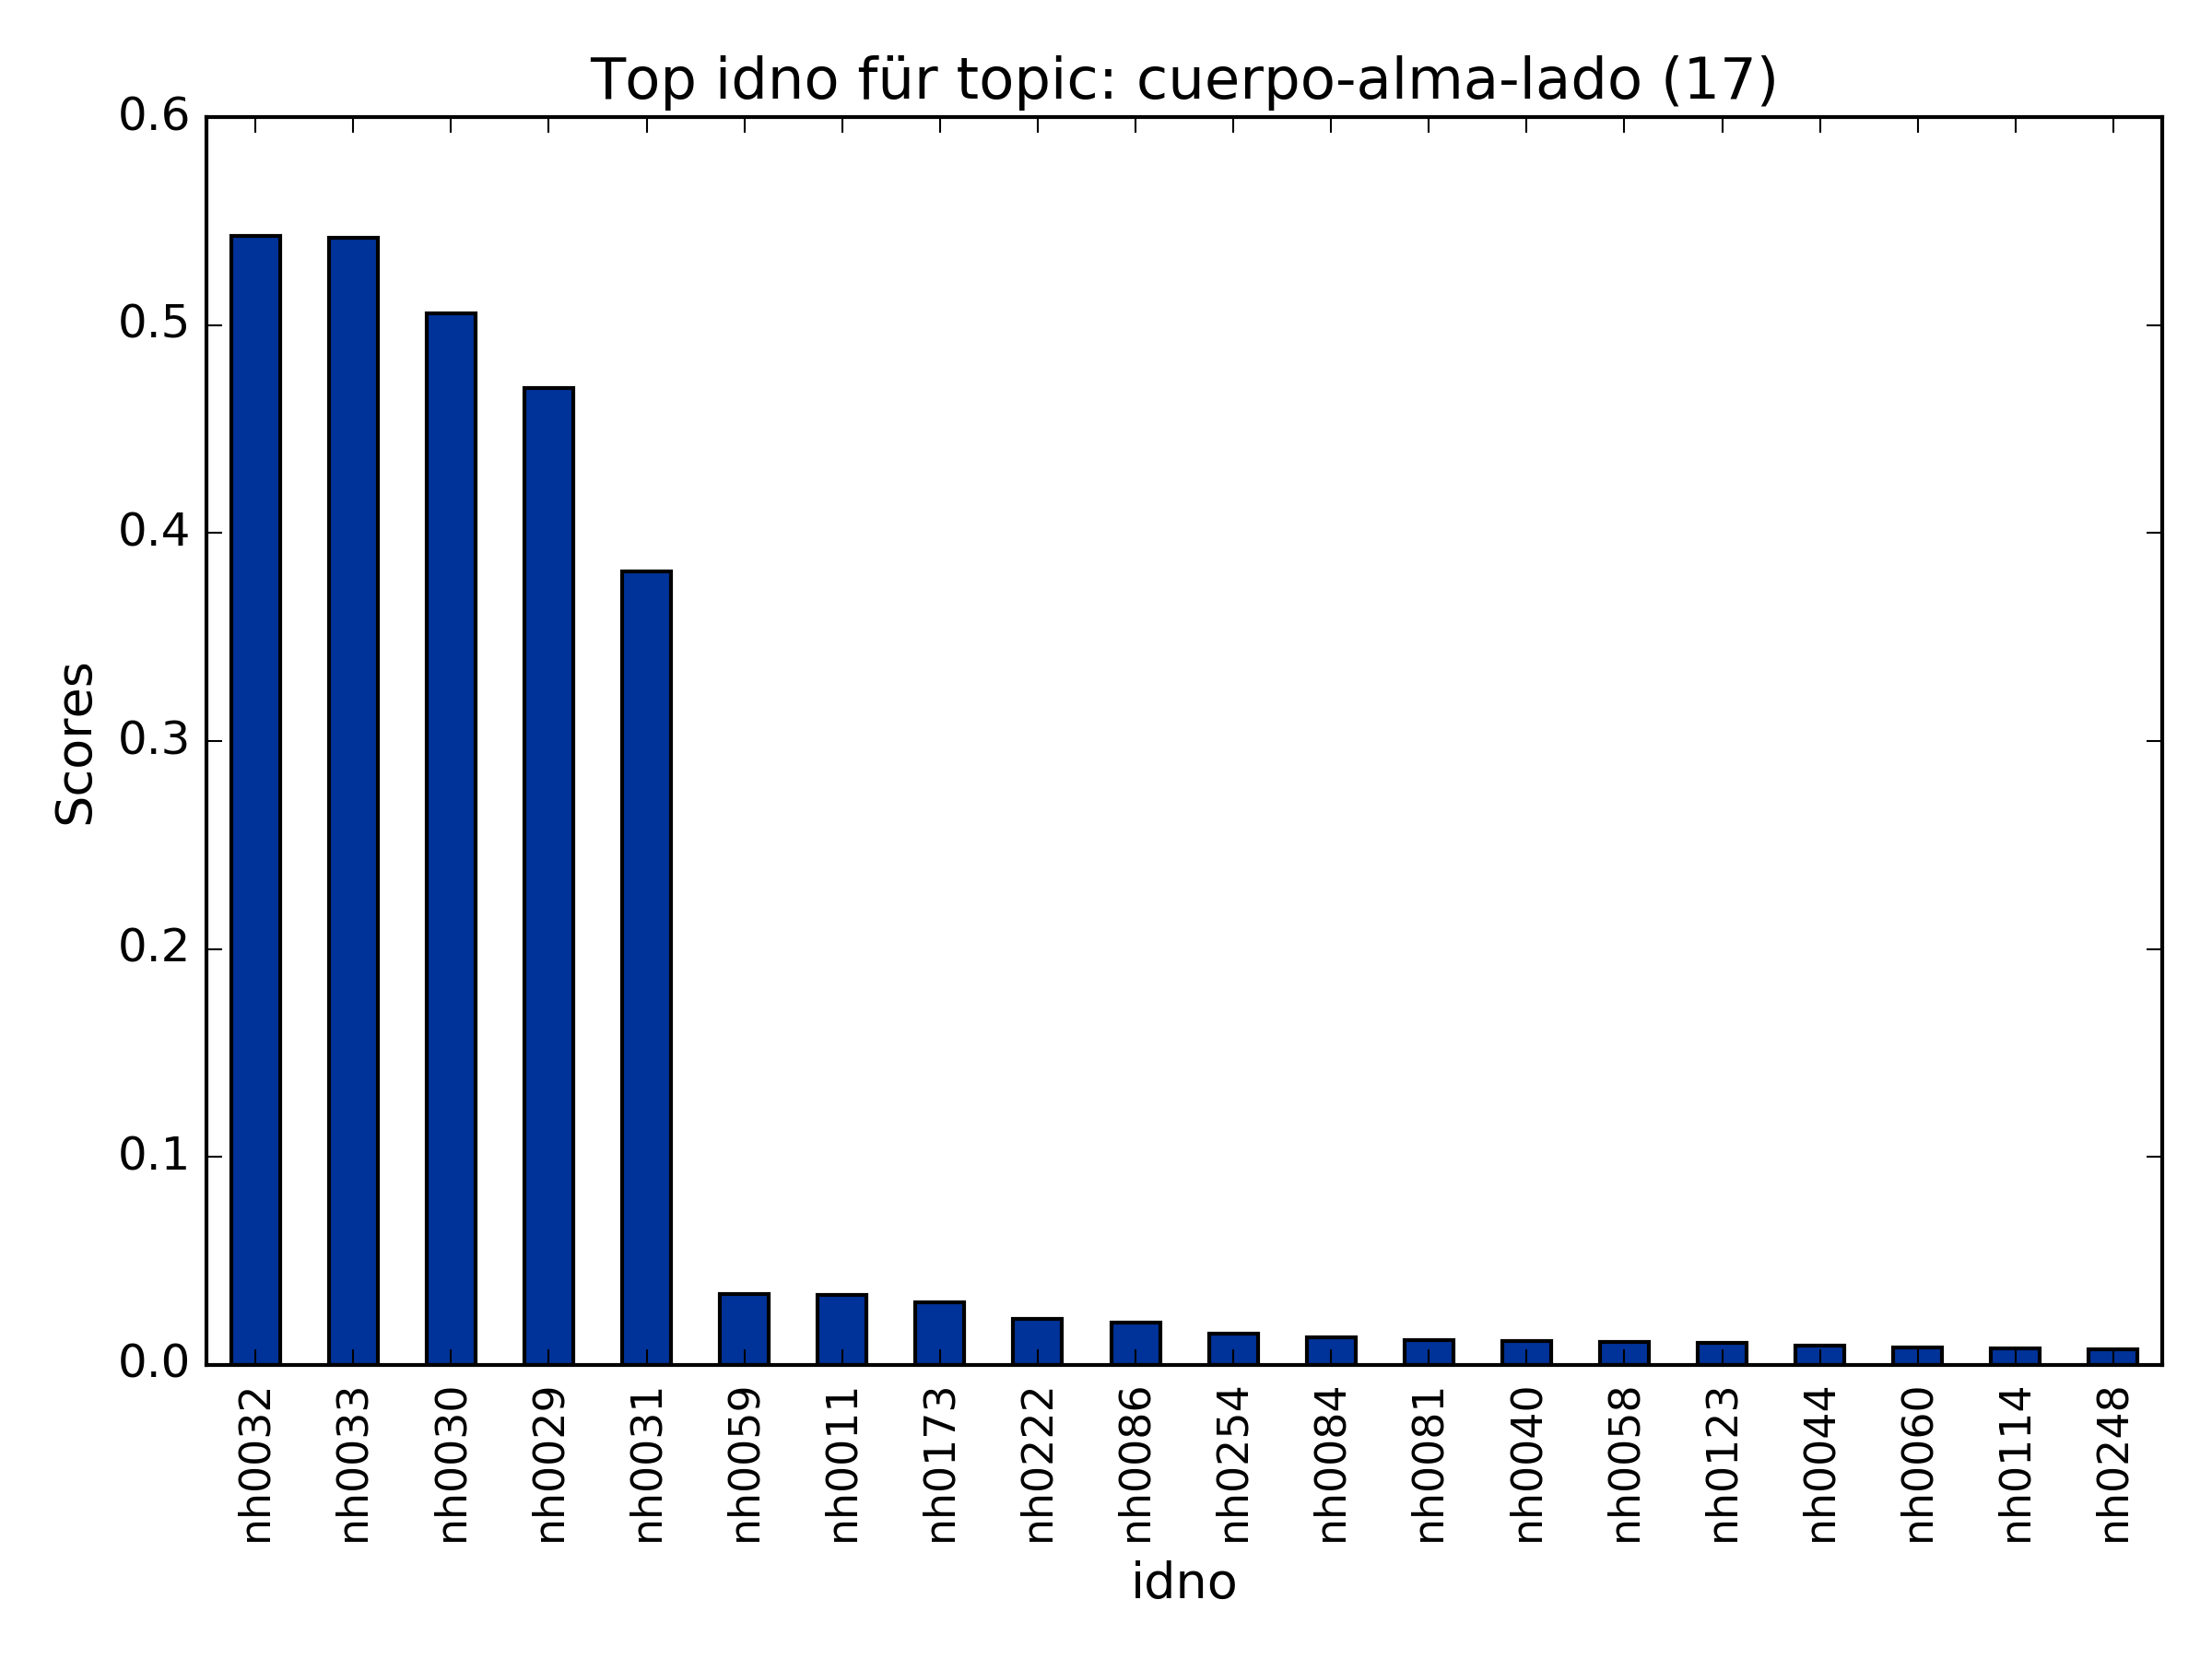 Top idno für topic: cuerpo-alma-lado (17)
0.6
0.5
0.4
0.3
0.2
0.1
0.0
Scores
nh0032
nh0033
nh0030
nh0029
nh0031
nh0059
nh0011
nh0173
nh0222
nh0086
nh0254
nh0084
nh0081
nh0040
nh0058
nh0123
nh0044
nh0060
nh0114
nh0248
idno